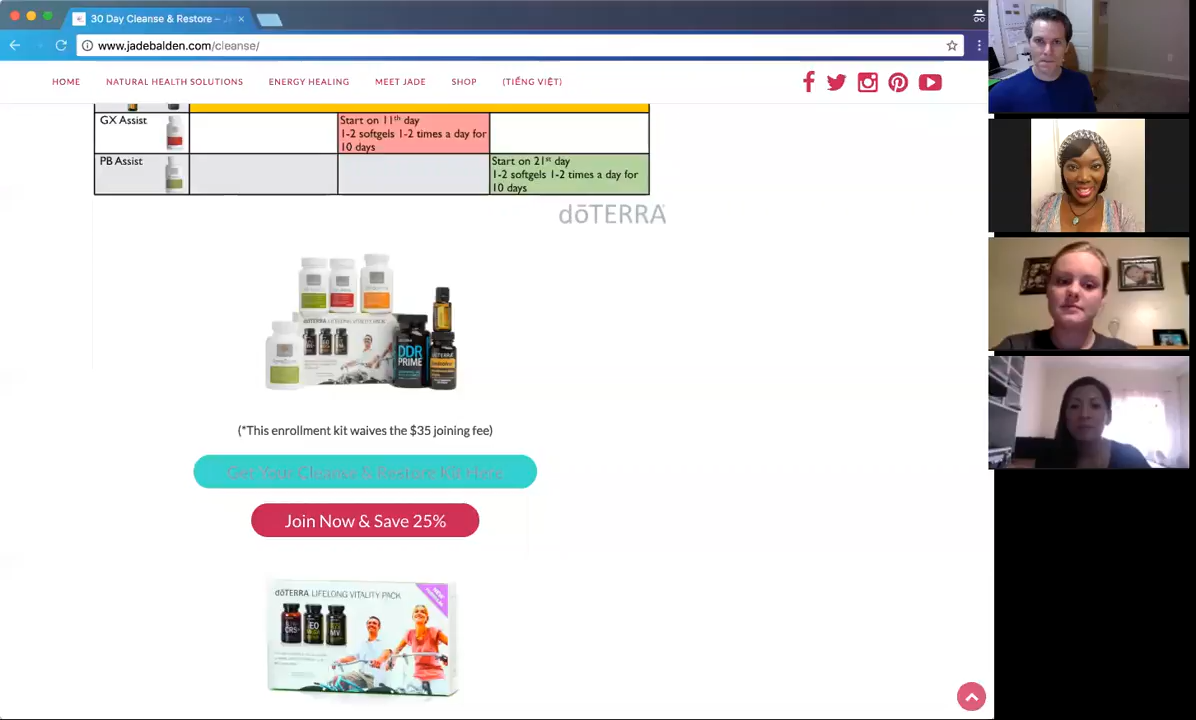 30 Day Cleanse & Restore –
www.jadebalden.com/cleanse/
HOME NATURAL HEALTH SOLUTIONS ENERGY HEALING MEET JADE SHOP (TIẾNG VIỆT)
GX Assist
Start on 11th day
1-2 softgels 1-2 times a day for
10 days
PB Assist
Start on 21st day
1-2 softgels 1-2 times a day for
10 days
dōTERRA
dōTERRA LIFELONG VITALITY PACK
DDR
PRIME
(*This enrollment kit waives the $35 joining fee)
Get Your Cleanse & Restore Kit Here
Join Now & Save 25%
dōTERRA LIFELONG VITALITY PACK